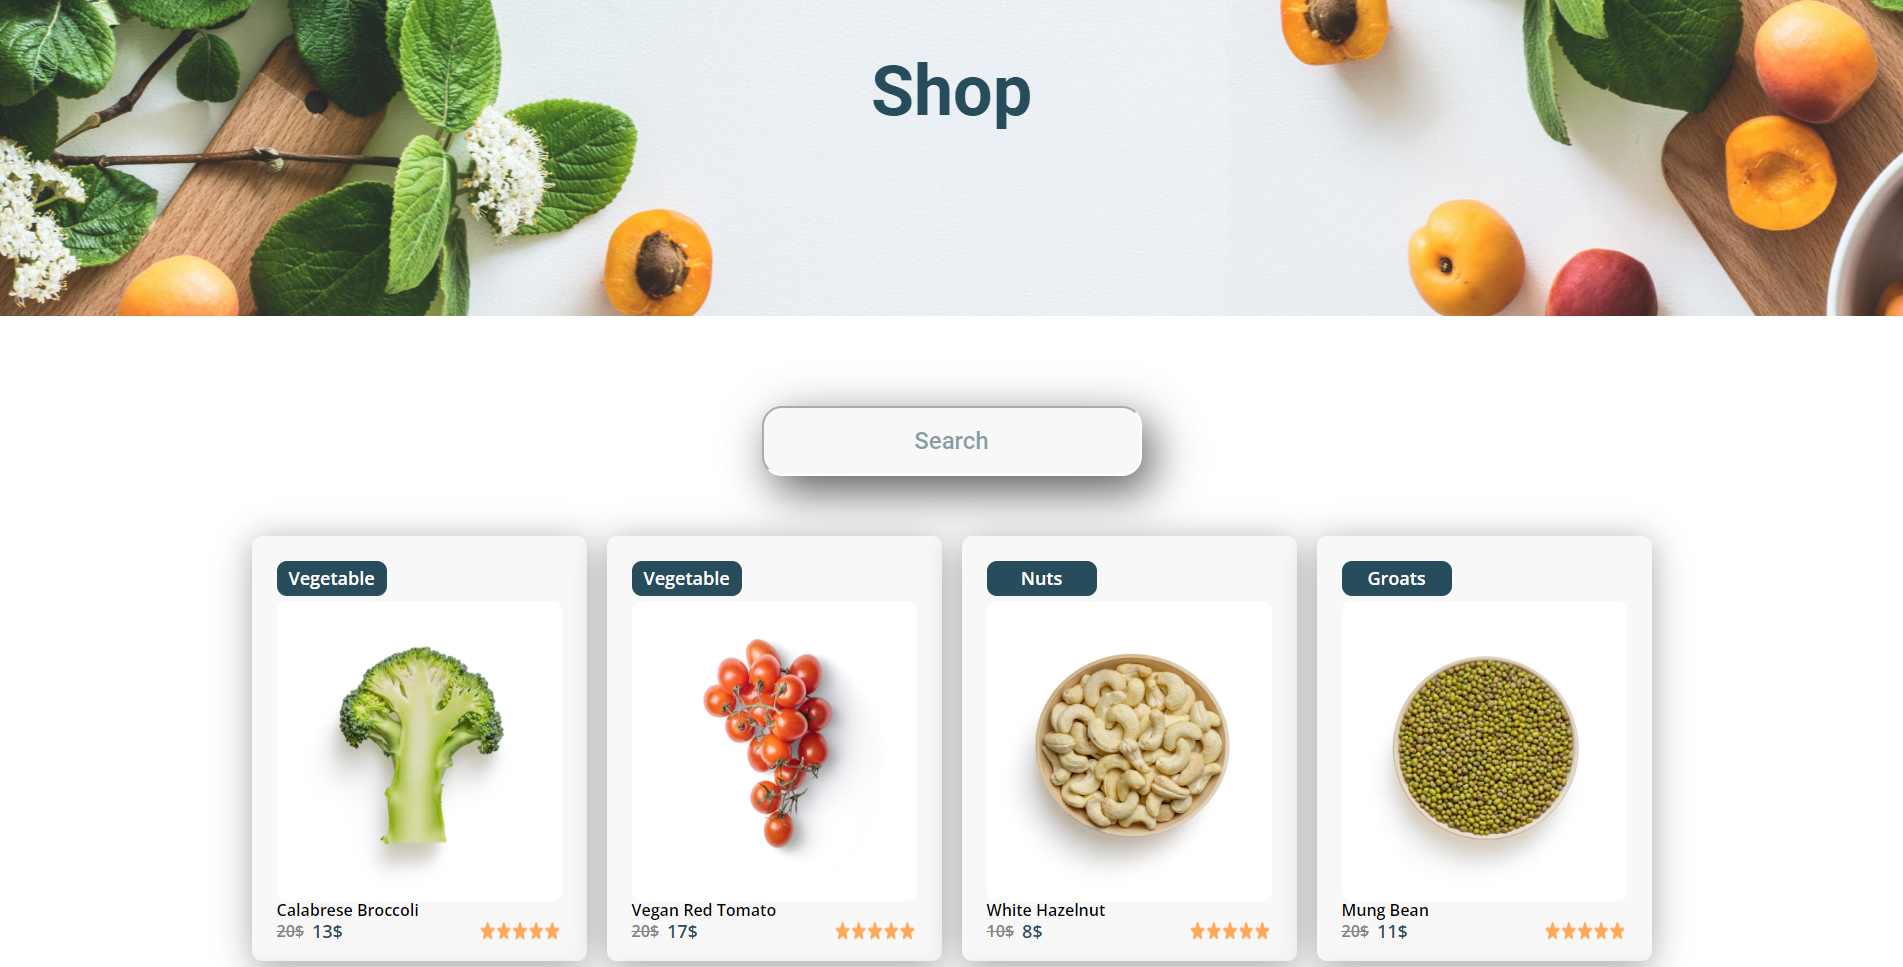 Shop
Search
Vegetable
Vegetable
Nuts
Groats
Calabrese Broccoli
20$ 13$
Vegan Red Tomato
20$ 17$
White Hazelnut
10$ 8$
Mung Bean
20$ 11$